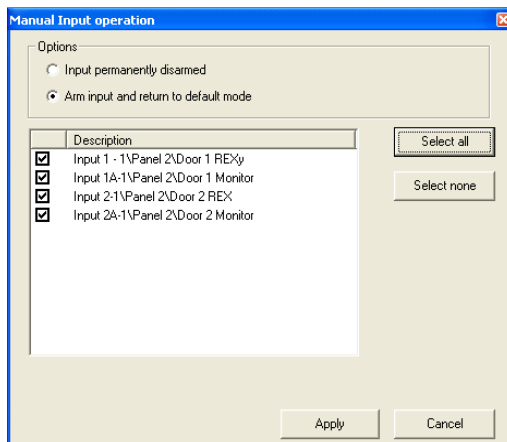 Manual Input operation
Options
Input permanently disarmed
Arm input and return to default mode
Description
Input 1 - 1\Panel 2\Door 1 REXy
Input 1A-1\Panel 2\Door 1 Monitor
Input 2-1\Panel 2\Door 2 REX
Input 2A-1\Panel 2\Door 2 Monitor
Select all
Select none
Apply
Cancel